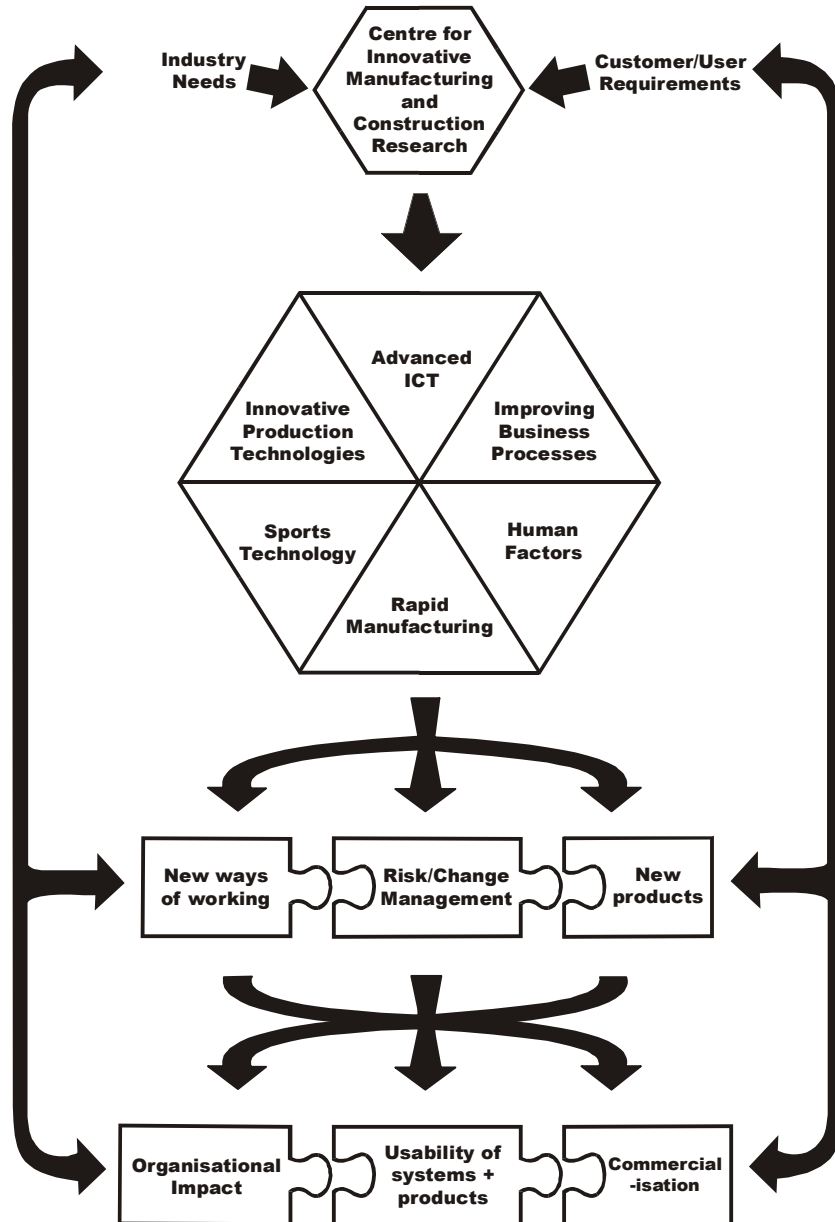 Centre for
Innovative
Manufacturing
and
Construction
Research
Industry
Needs
Customer/User
Requirements
Advanced
ICT
Innovative
Production
Technologies
Improving
Business
Processes
Sports
Technology
Human
Factors
Rapid
Manufacturing
New ways
of working
Risk/Change
Management
New
products
Organisational
Impact
Usability of
systems +
products
Commercial
-isation